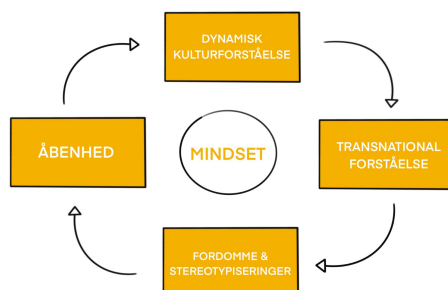 DYNAMISK
KULTURFORSTÅELSE
ÅBENHED
MINDSET
TRANSNATIONAL
FORSTÅELSE
FORDOMME &
STEREOTYPISERINGER